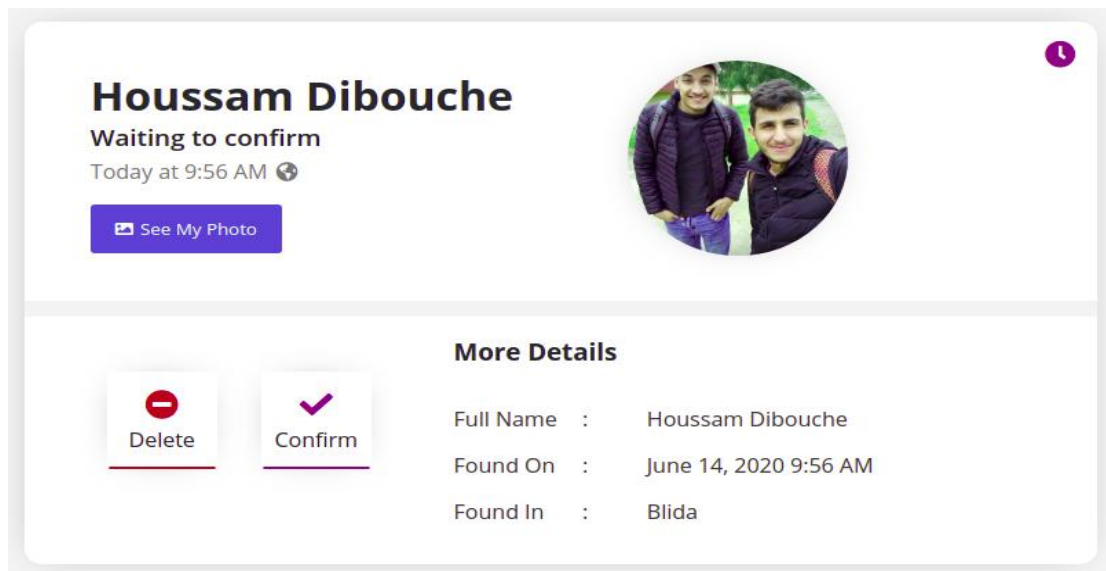 Houssam Dibouche
Waiting to confirm
Today at 9:56 AM
See My Photo
Delete
Confirm
More Details
Full Name : Houssam Dibouche
Found On : June 14, 2020 9:56 AM
Found In : Blida